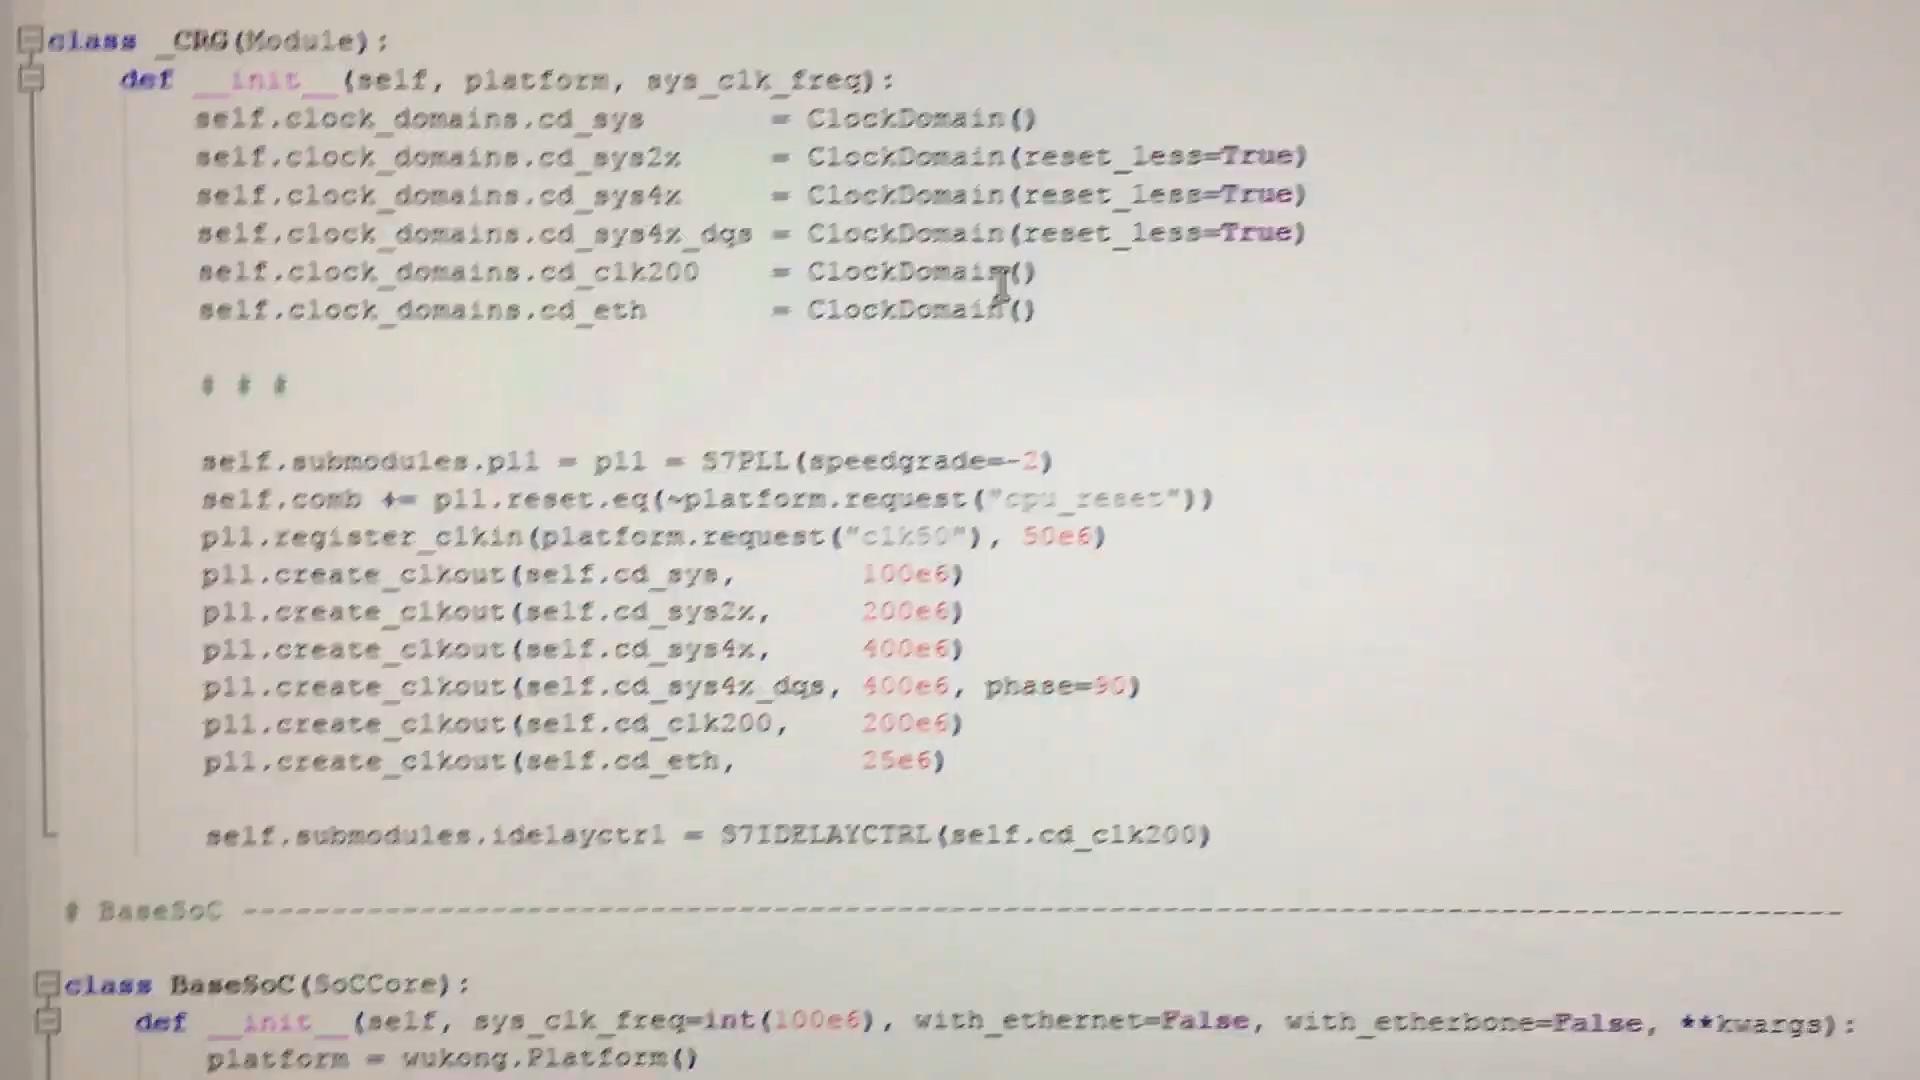 class _CRG(Module):
def __init__(self, platform, sys_clk_freq):
self.clock_domains.cd_sys = ClockDomain()
self.clock_domains.cd_sys2x = ClockDomain(reset_less=True)
self.clock_domains.cd_sys4x = ClockDomain(reset_less=True)
self.clock_domains.cd_sys4x_dqs = ClockDomain(reset_less=True)
self.clock_domains.cd_clk200 = ClockDomain()
self.clock_domains.cd_eth = ClockDomain()
# # #
self.submodules.pll = pll = S7PLL(speedgrade=-2)
self.comb += pll.reset.eq(~platform.request("cpu_reset"))
pll.register_clkin(platform.request("clk50"), 50e6)
pll.create_clkout(self.cd_sys, 100e6)
pll.create_clkout(self.cd_sys2x, 200e6)
pll.create_clkout(self.cd_sys4x, 400e6)
pll.create_clkout(self.cd_sys4x_dqs, 400e6, phase=90)
pll.create_clkout(self.cd_clk200, 200e6)
pll.create_clkout(self.cd_eth, 25e6)
self.submodules.idelayctrl = S7IDELAYCTRL(self.cd_clk200)
# BaseSoC ----------------------------------------------------------------------------------------
class BaseSoC(SoCCore):
def __init__(self, sys_clk_freq=int(100e6), with_ethernet=False, with_etherbone=False, **kwargs):
platform = wukong.Platform()